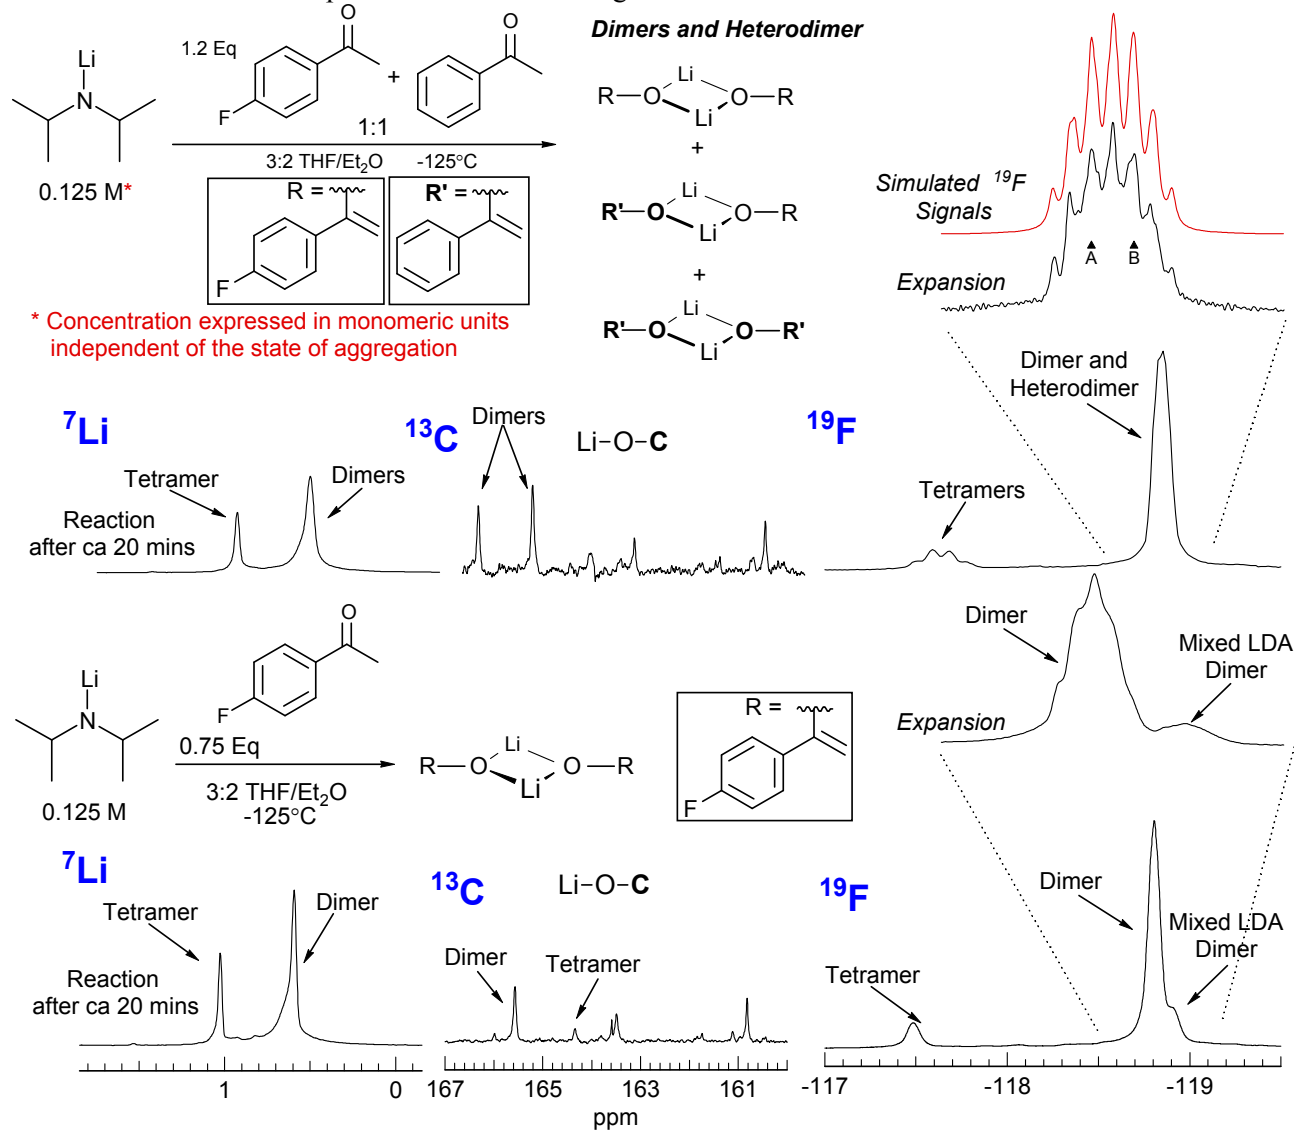 Dimers and Heterodimer
1.2 Eq
O
O
Li
N
F
+
1:1
3:2 THF/Et₂O
-125°C
0.125 M*
R =
R' =
F
Li
R—O
O—R
Li
+
Li
R'—O
O—R
Li
+
Li
R'—O
O—R'
Li
* Concentration expressed in monomeric units
independent of the state of aggregation
Simulated ¹⁹F
Signals
A
B
Expansion
Dimer and
Heterodimer
⁷Li
Tetramer
Dimers
Reaction
after ca 20 mins
¹³C
Dimers
Li-O-C
¹⁹F
Tetramers
Dimer
Mixed LDA
Dimer
Expansion
Li
N
0.125 M
O
F
0.75 Eq
3:2 THF/Et₂O
-125°C
Li
R—O
O—R
Li
R =
F
⁷Li
Tetramer
Dimer
Reaction
after ca 20 mins
1
0
¹³C
Li-O-C
Dimer
Tetramer
167
165
163
161
ppm
¹⁹F
Dimer
Mixed LDA
Dimer
Tetramer
-117
-118
-119